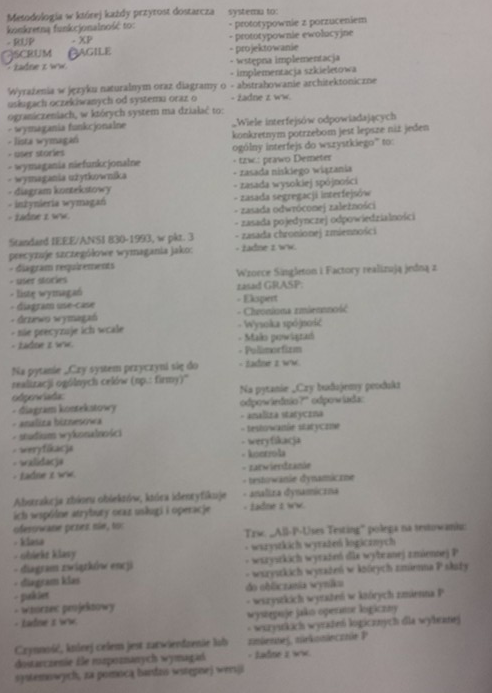 Metodologia w której każdy przyrost dostarcza
konkretną funkcjonalność to:
- RUP - XP
- SCRUM - AGILE
- żadne z ww.
Wyrażenia w języku naturalnym oraz diagramy o
usługach oczekiwanych od systemu oraz o
ograniczeniach, w których system ma działać to:
- wymagania funkcjonalne
- lista wymagań
- user stories
- wymagania niefunkcjonalne
- wymagania użytkownika
- diagram kontekstowy
- inżynieria wymagań
- żadne z ww.
Standard IEEE/ANSI 830-1993, w pkt. 3
precyzuje szczegółowe wymagania jako:
- diagram requirements
- user stories
- listę wymagań
- diagram use-case
- drzewo wymagań
- nie precyzuje ich wcale
- żadne z ww.
Na pytanie „Czy system przyczyni się do
realizacji ogólnych celów (np.: firmy)”
odpowiada:
- diagram kontekstowy
- analiza biznesowa
- studium wykonalności
- weryfikacja
- walidacja
- żadne z ww.
Abstrakcja zbioru obiektów, która identyfikuje
ich wspólne atrybuty oraz usługi i operacje
oferowane przez nie, to:
- klasa
- obiekt klasy
- diagram związków encji
- diagram klas
- pakiet
- wzorzec projektowy
- żadne z ww.
Czynność, której celem jest zatwierdzenie lub
dostarczenie źle rozpoznanych wymagań
systemowych, za pomocą bardzo wstępnej wersji
systemu to:
- prototypownie z porzuceniem
- prototypownie ewolucyjne
- projektowanie
- wstępna implementacja
- implementacja szkieletowa
- abstrahowanie architektoniczne
- żadne z ww.
„Wiele interfejsów odpowiadających
konkretnym potrzebom jest lepsze niż jeden
ogólny interfejs do wszystkiego” to:
- tzw.: prawo Demeter
- zasada niskiego wiązania
- zasada wysokiej spójności
- zasada segregacji interfejsów
- zasada odwróconej zależności
- zasada pojedynczej odpowiedzialności
- zasada chronionej zmienności
- żadne z ww.
Wzorce Singleton i Factory realizują jedną z
zasad GRASP:
- Ekspert
- Chroniona zmienność
- Wysoka spójność
- Mało powiązań
- Polimorfizm
- żadne z ww.
Na pytanie „Czy budujemy produkt
odpowiednio?” odpowiada:
- analiza statyczna
- testowanie statyczne
- weryfikacja
- kontrola
- zatwierdzanie
- testowanie dynamiczne
- analiza dynamiczna
- żadne z ww.
Tzw. „All-P-Uses Testing” polega na testowaniu:
- wszystkich wyrażeń logicznych
- wszystkich wyrażeń dla wybranej zmiennej P
- wszystkich wyrażeń w których zmienna P służy
do obliczania wyniku
- wszystkich wyrażeń w których zmienna P
występuje jako operator logiczny
- wszystkich wyrażeń logicznych dla wybranej
zmiennej, niekoniecznie P
- żadne z ww.